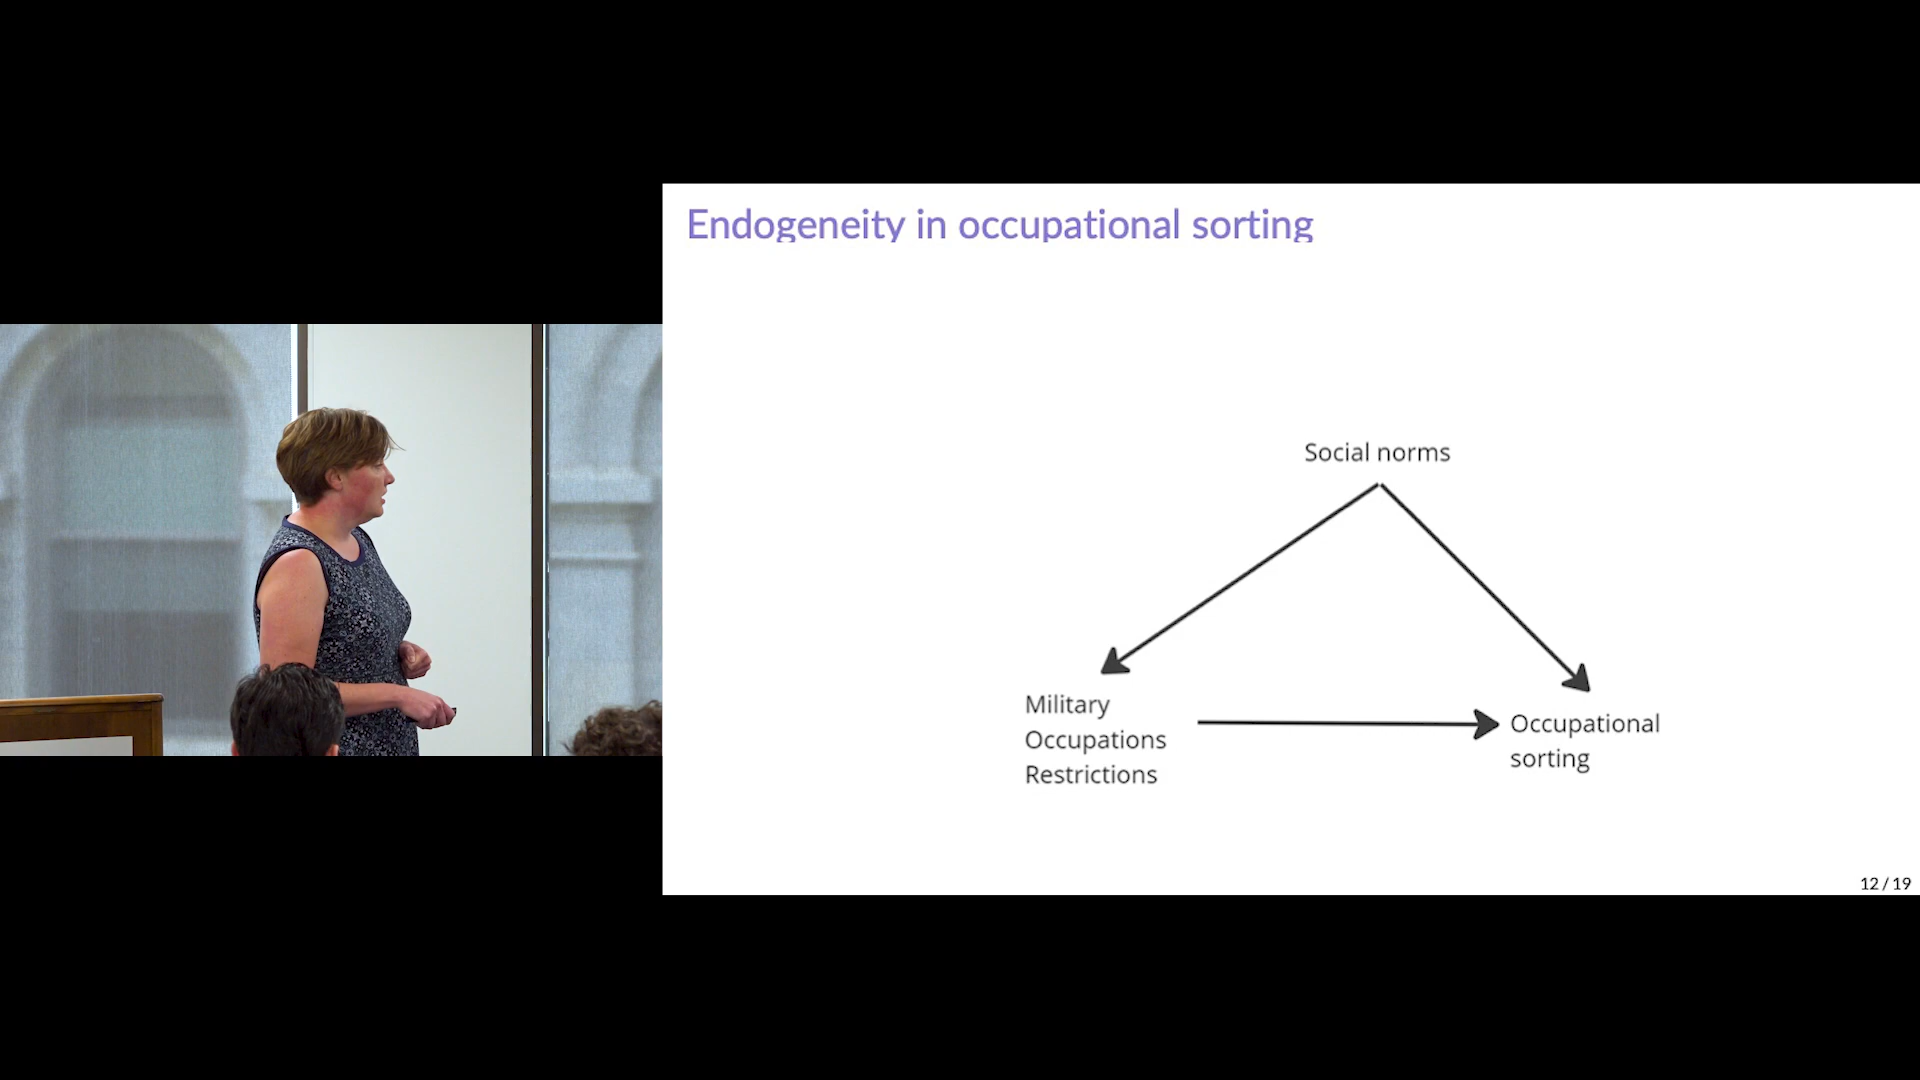 Endogeneity in occupational sorting
Social norms
Military
Occupations
Restrictions
Occupational
sorting
12 / 19